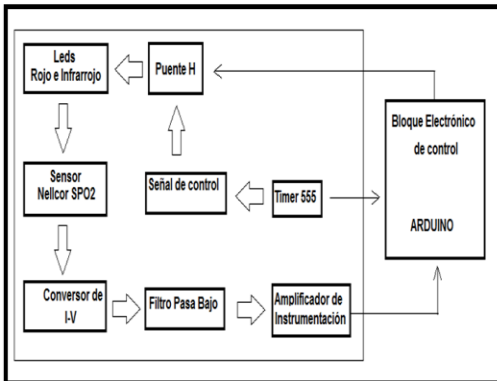 Leds
Rojo e Infrarrojo
Puente H
Bloque Electrónico
de control
ARDUINO
Sensor
Nellcor SPO2
Señal de control
Timer 555
Conversor de
I-V
Filtro Pasa Bajo
Amplificador de
Instrumentación